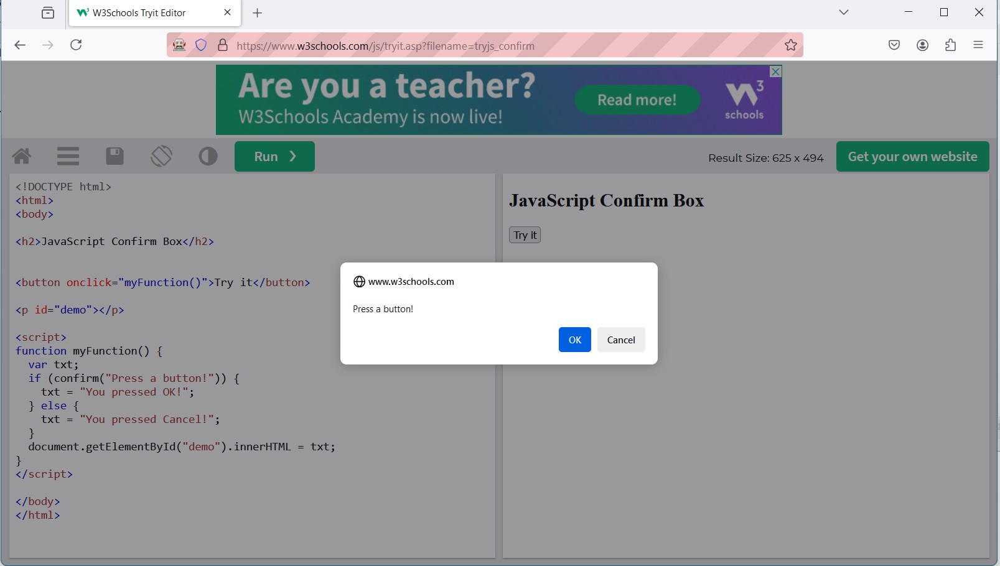 W3Schools Tryit Editor
https://www.w3schools.com/js/tryit.asp?filename=tryjs_confirm
Are you a teacher?
W3Schools Academy is now live!
Read more!
W3
schools
Run ❯
Result Size: 625 x 494
Get your own website
<!DOCTYPE html>
<html>
<body>
<h2>JavaScript Confirm Box</h2>
<button onclick="myFunction()">Try it</button>
<p id="demo"></p>
<script>
function myFunction() {
  var txt;
  if (confirm("Press a button!")) {
    txt = "You pressed OK!";
  } else {
    txt = "You pressed Cancel!";
  }
  document.getElementById("demo").innerHTML = txt;
}
</script>
</body>
</html>
JavaScript Confirm Box
Try it
www.w3schools.com
Press a button!
OK
Cancel